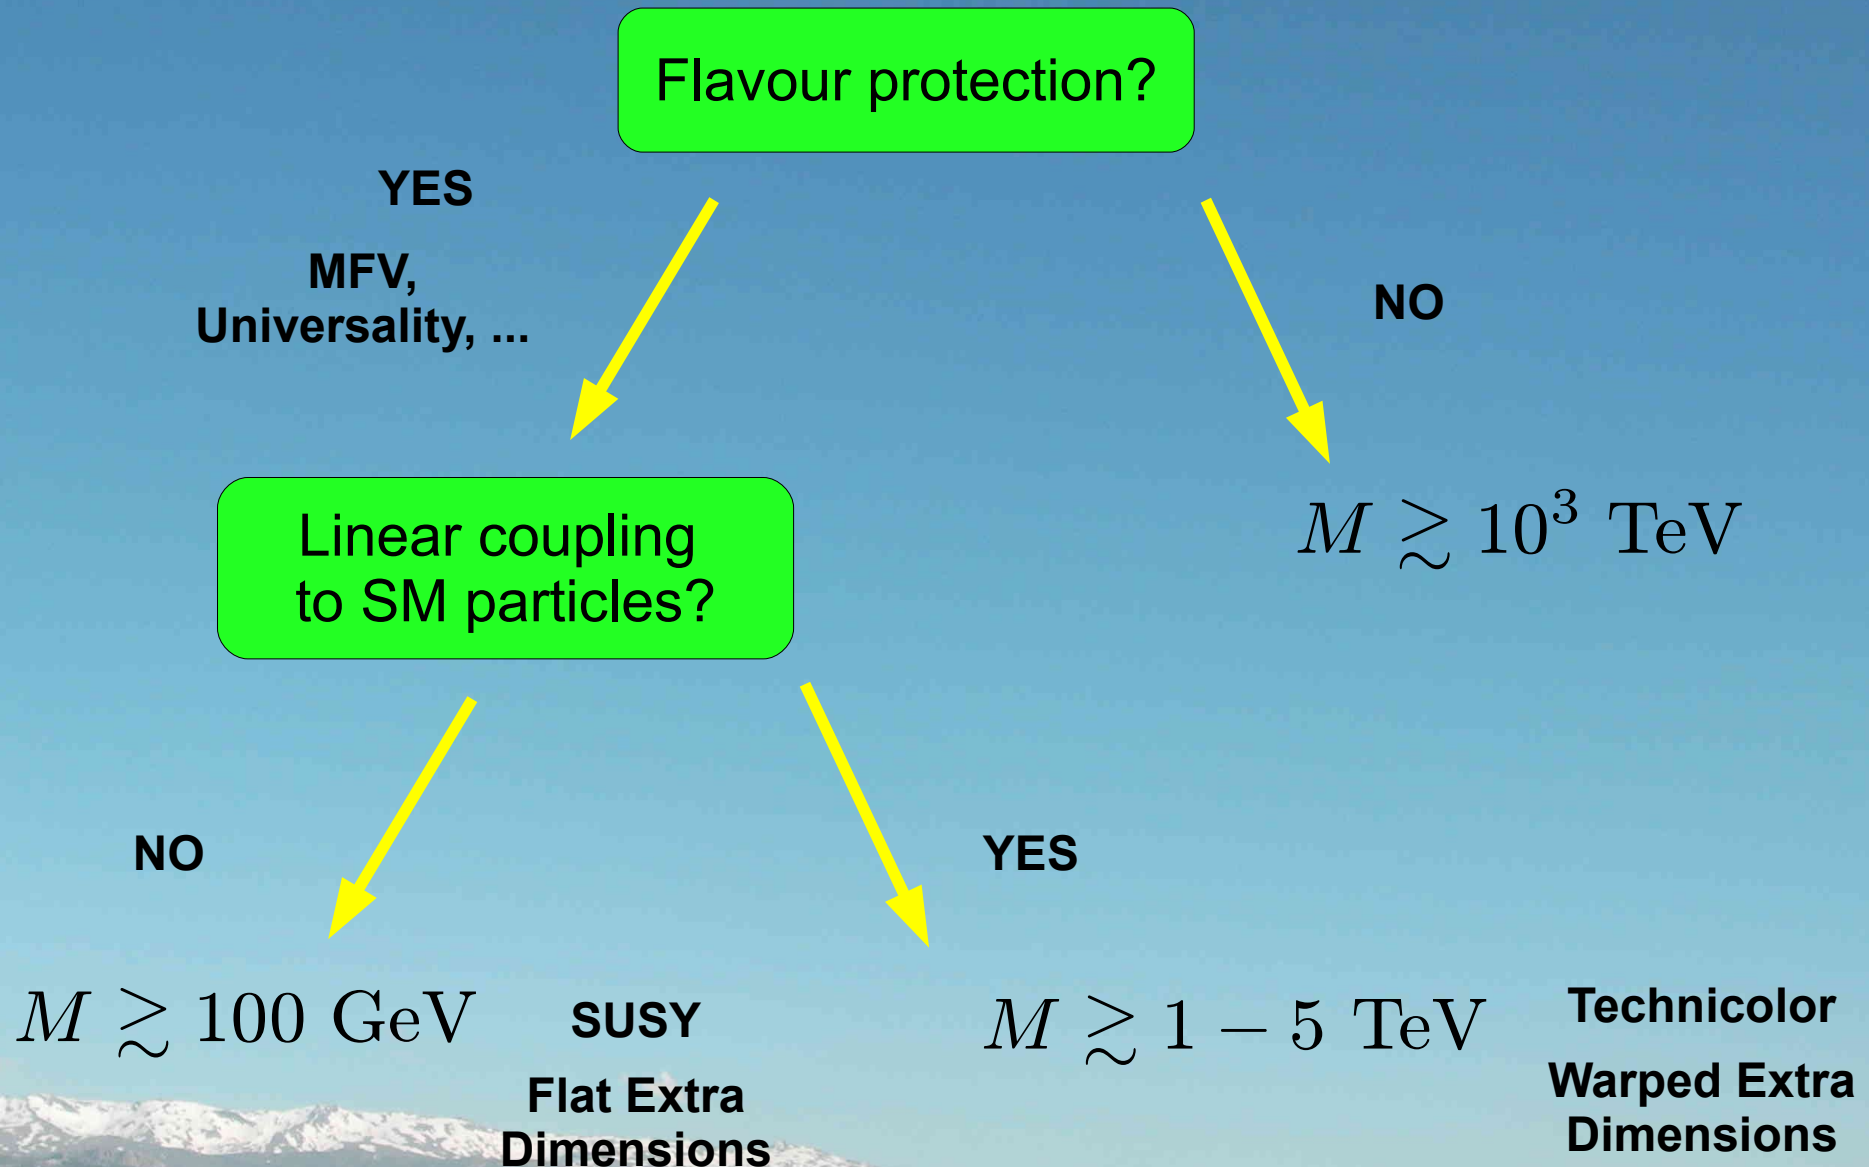 Flavour protection?
YES
MFV,
Universality, ...
NO
M ≳ 10³ TeV
Linear coupling
to SM particles?
NO
YES
M ≳ 100 GeV
SUSY
Flat Extra
Dimensions
M ≳ 1 − 5 TeV
Technicolor
Warped Extra
Dimensions